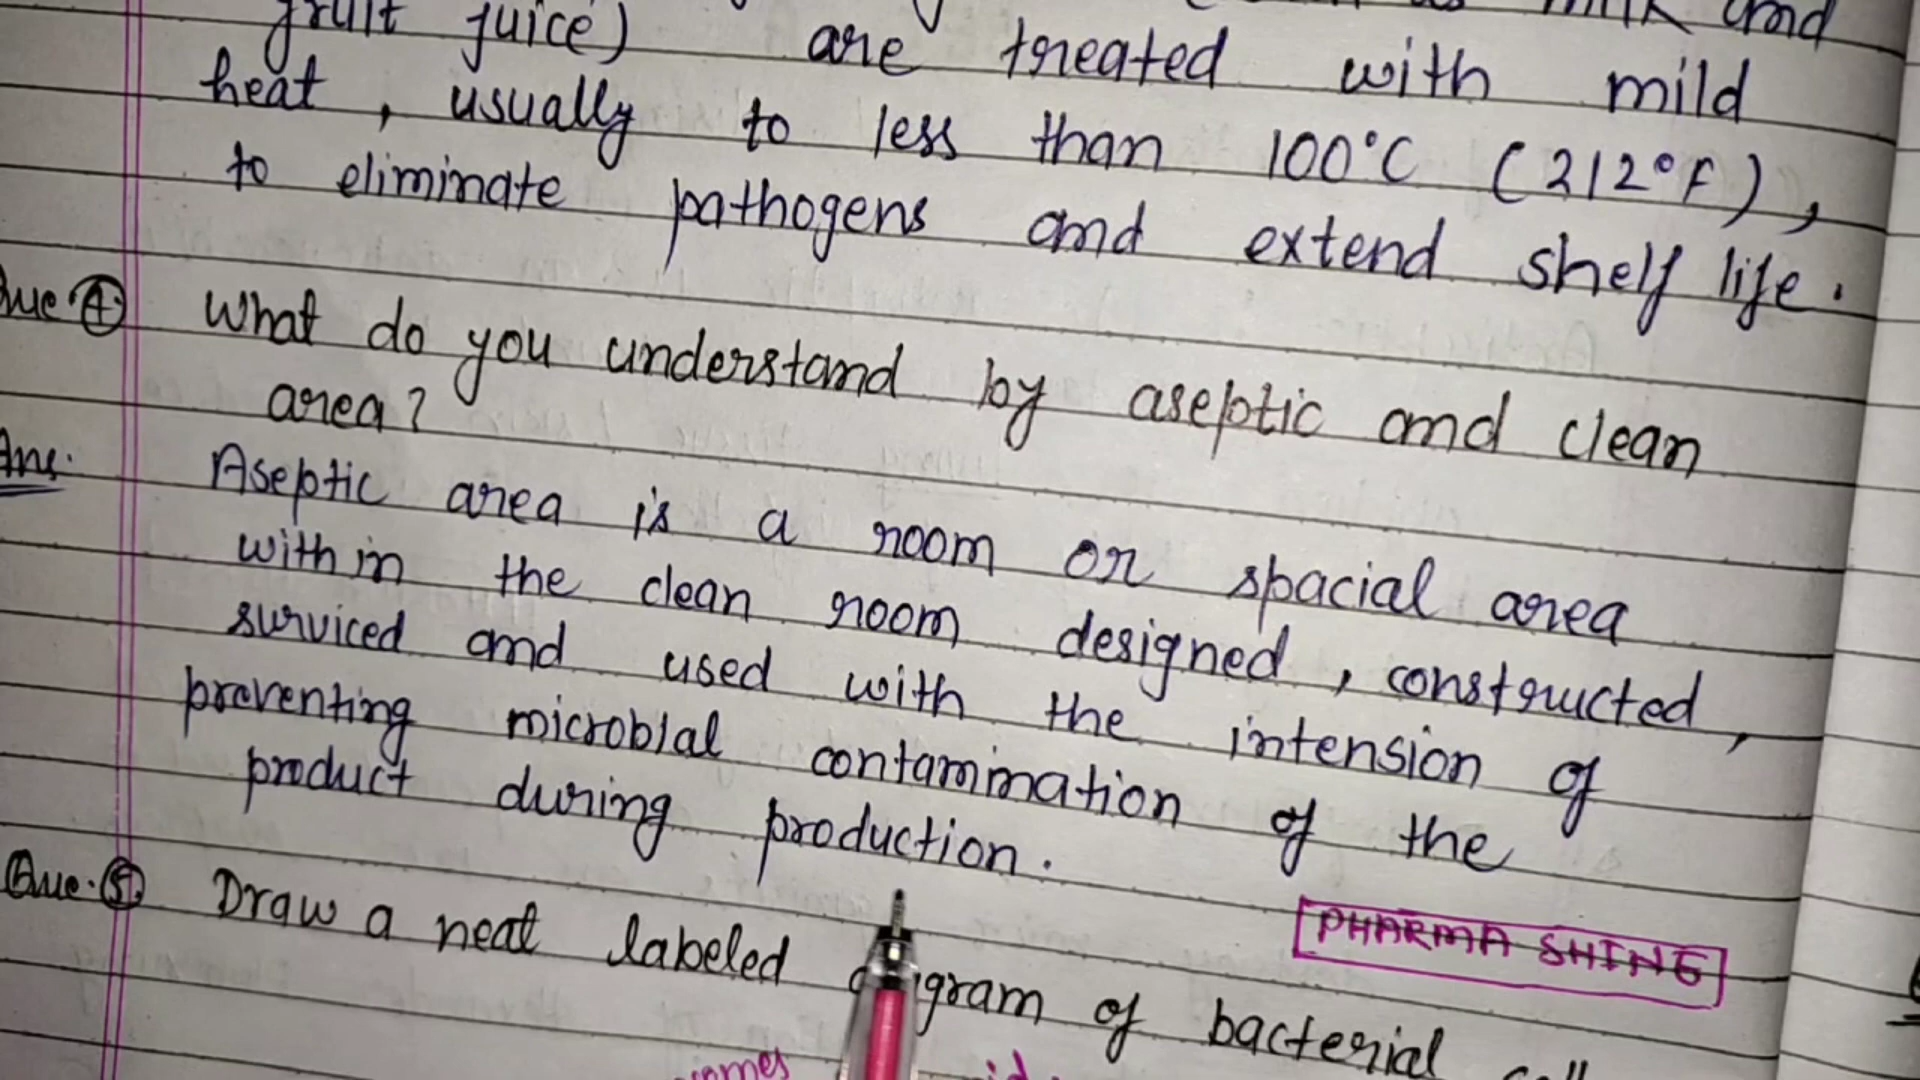 fruit juice) are treated with mild
heat, usually to less than 100°C (212°F),
to eliminate pathogens and extend shelf life.
Que④ What do you understand by aseptic and clean
area?
Ans. Aseptic area is a room or spacial area
within the clean room designed, constructed,
surviced and used with the intension of
preventing microbial contamination of the
product during production.
PHARMA SHINE
Que.⑤ Draw a neat labeled diagram of bacterial